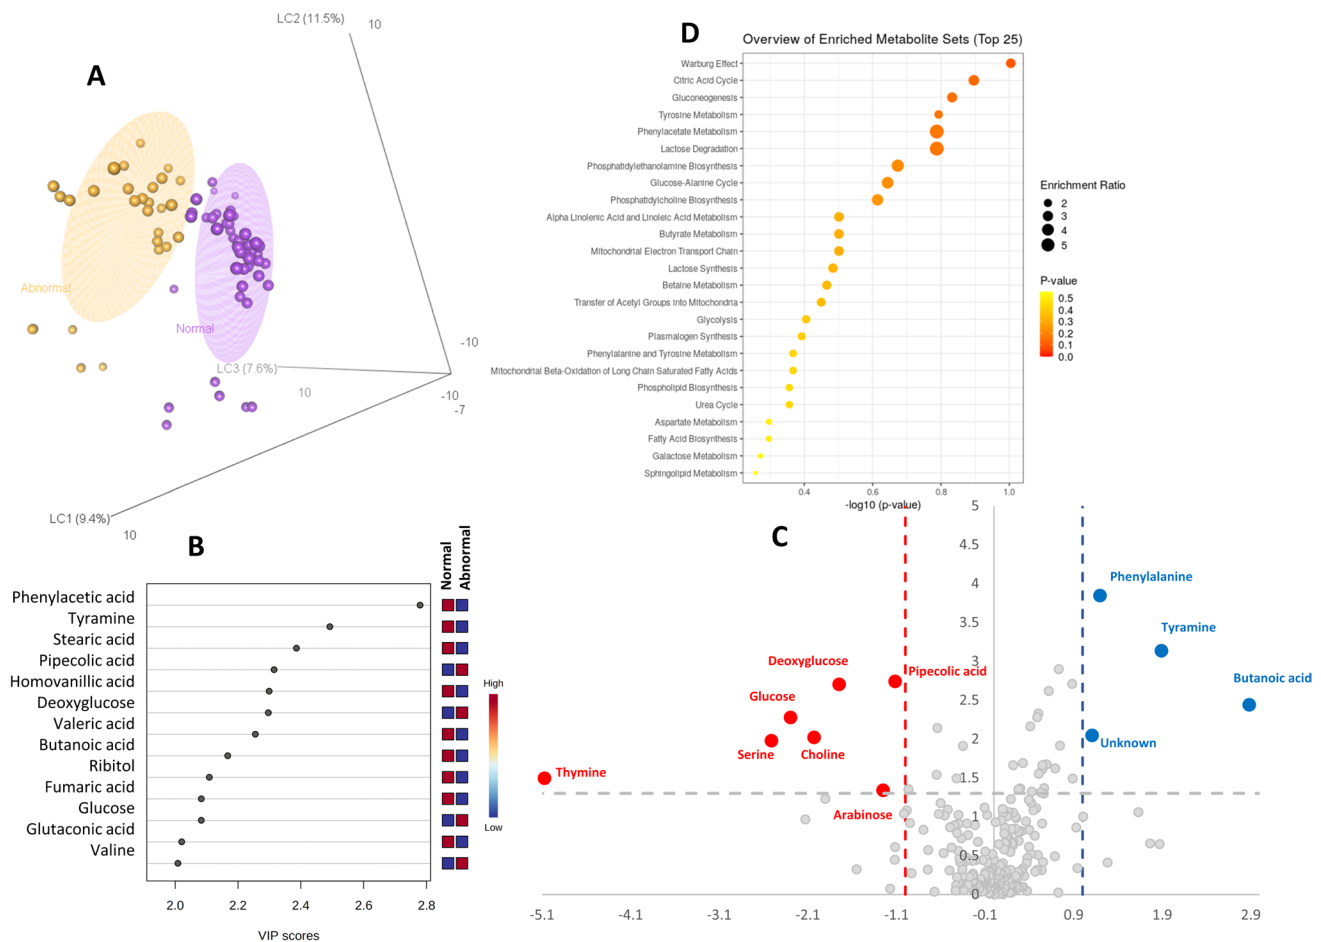 A
LC2 (11.5%)
10
Abnormal
Normal
LC3 (7.6%)
10
-10
-10
-7
LC1 (9.4%)
10
D
Overview of Enriched Metabolite Sets (Top 25)
Warburg Effect
Citric Acid Cycle
Gluconeogenesis
Tyrosine Metabolism
Phenylacetate Metabolism
Lactose Degradation
Phosphatidylethanolamine Biosynthesis
Glucose-Alanine Cycle
Phosphatidylcholine Biosynthesis
Alpha Linolenic Acid and Linoleic Acid Metabolism
Butyrate Metabolism
Mitochondrial Electron Transport Chain
Lactose Synthesis
Betaine Metabolism
Transfer of Acetyl Groups into Mitochondria
Glycolysis
Plasmalogen Synthesis
Phenylalanine and Tyrosine Metabolism
Mitochondrial Beta-Oxidation of Long Chain Saturated Fatty Acids
Phospholipid Biosynthesis
Urea Cycle
Aspartate Metabolism
Fatty Acid Biosynthesis
Galactose Metabolism
Sphingolipid Metabolism
0.4 0.6 0.8 1.0
-log10 (p-value)
Enrichment Ratio
2
3
4
5
P-value
0.5
0.4
0.3
0.2
0.1
0.0
B
Normal
Abnormal
Phenylacetic acid
Tyramine
Stearic acid
Pipecolic acid
Homovanillic acid
Deoxyglucose
Valeric acid
Butanoic acid
Ribitol
Fumaric acid
Glucose
Glutaconic acid
Valine
2.0 2.2 2.4 2.6 2.8
VIP scores
High
Low
C
5
4.5
4
3.5
3
2.5
2
1.5
1
0.5
0
Phenylalanine
Tyramine
Butanoic acid
Unknown
Deoxyglucose
Pipecolic acid
Glucose
Serine
Choline
Thymine
Arabinose
-5.1 -4.1 -3.1 -2.1 -1.1 -0.1 0.9 1.9 2.9